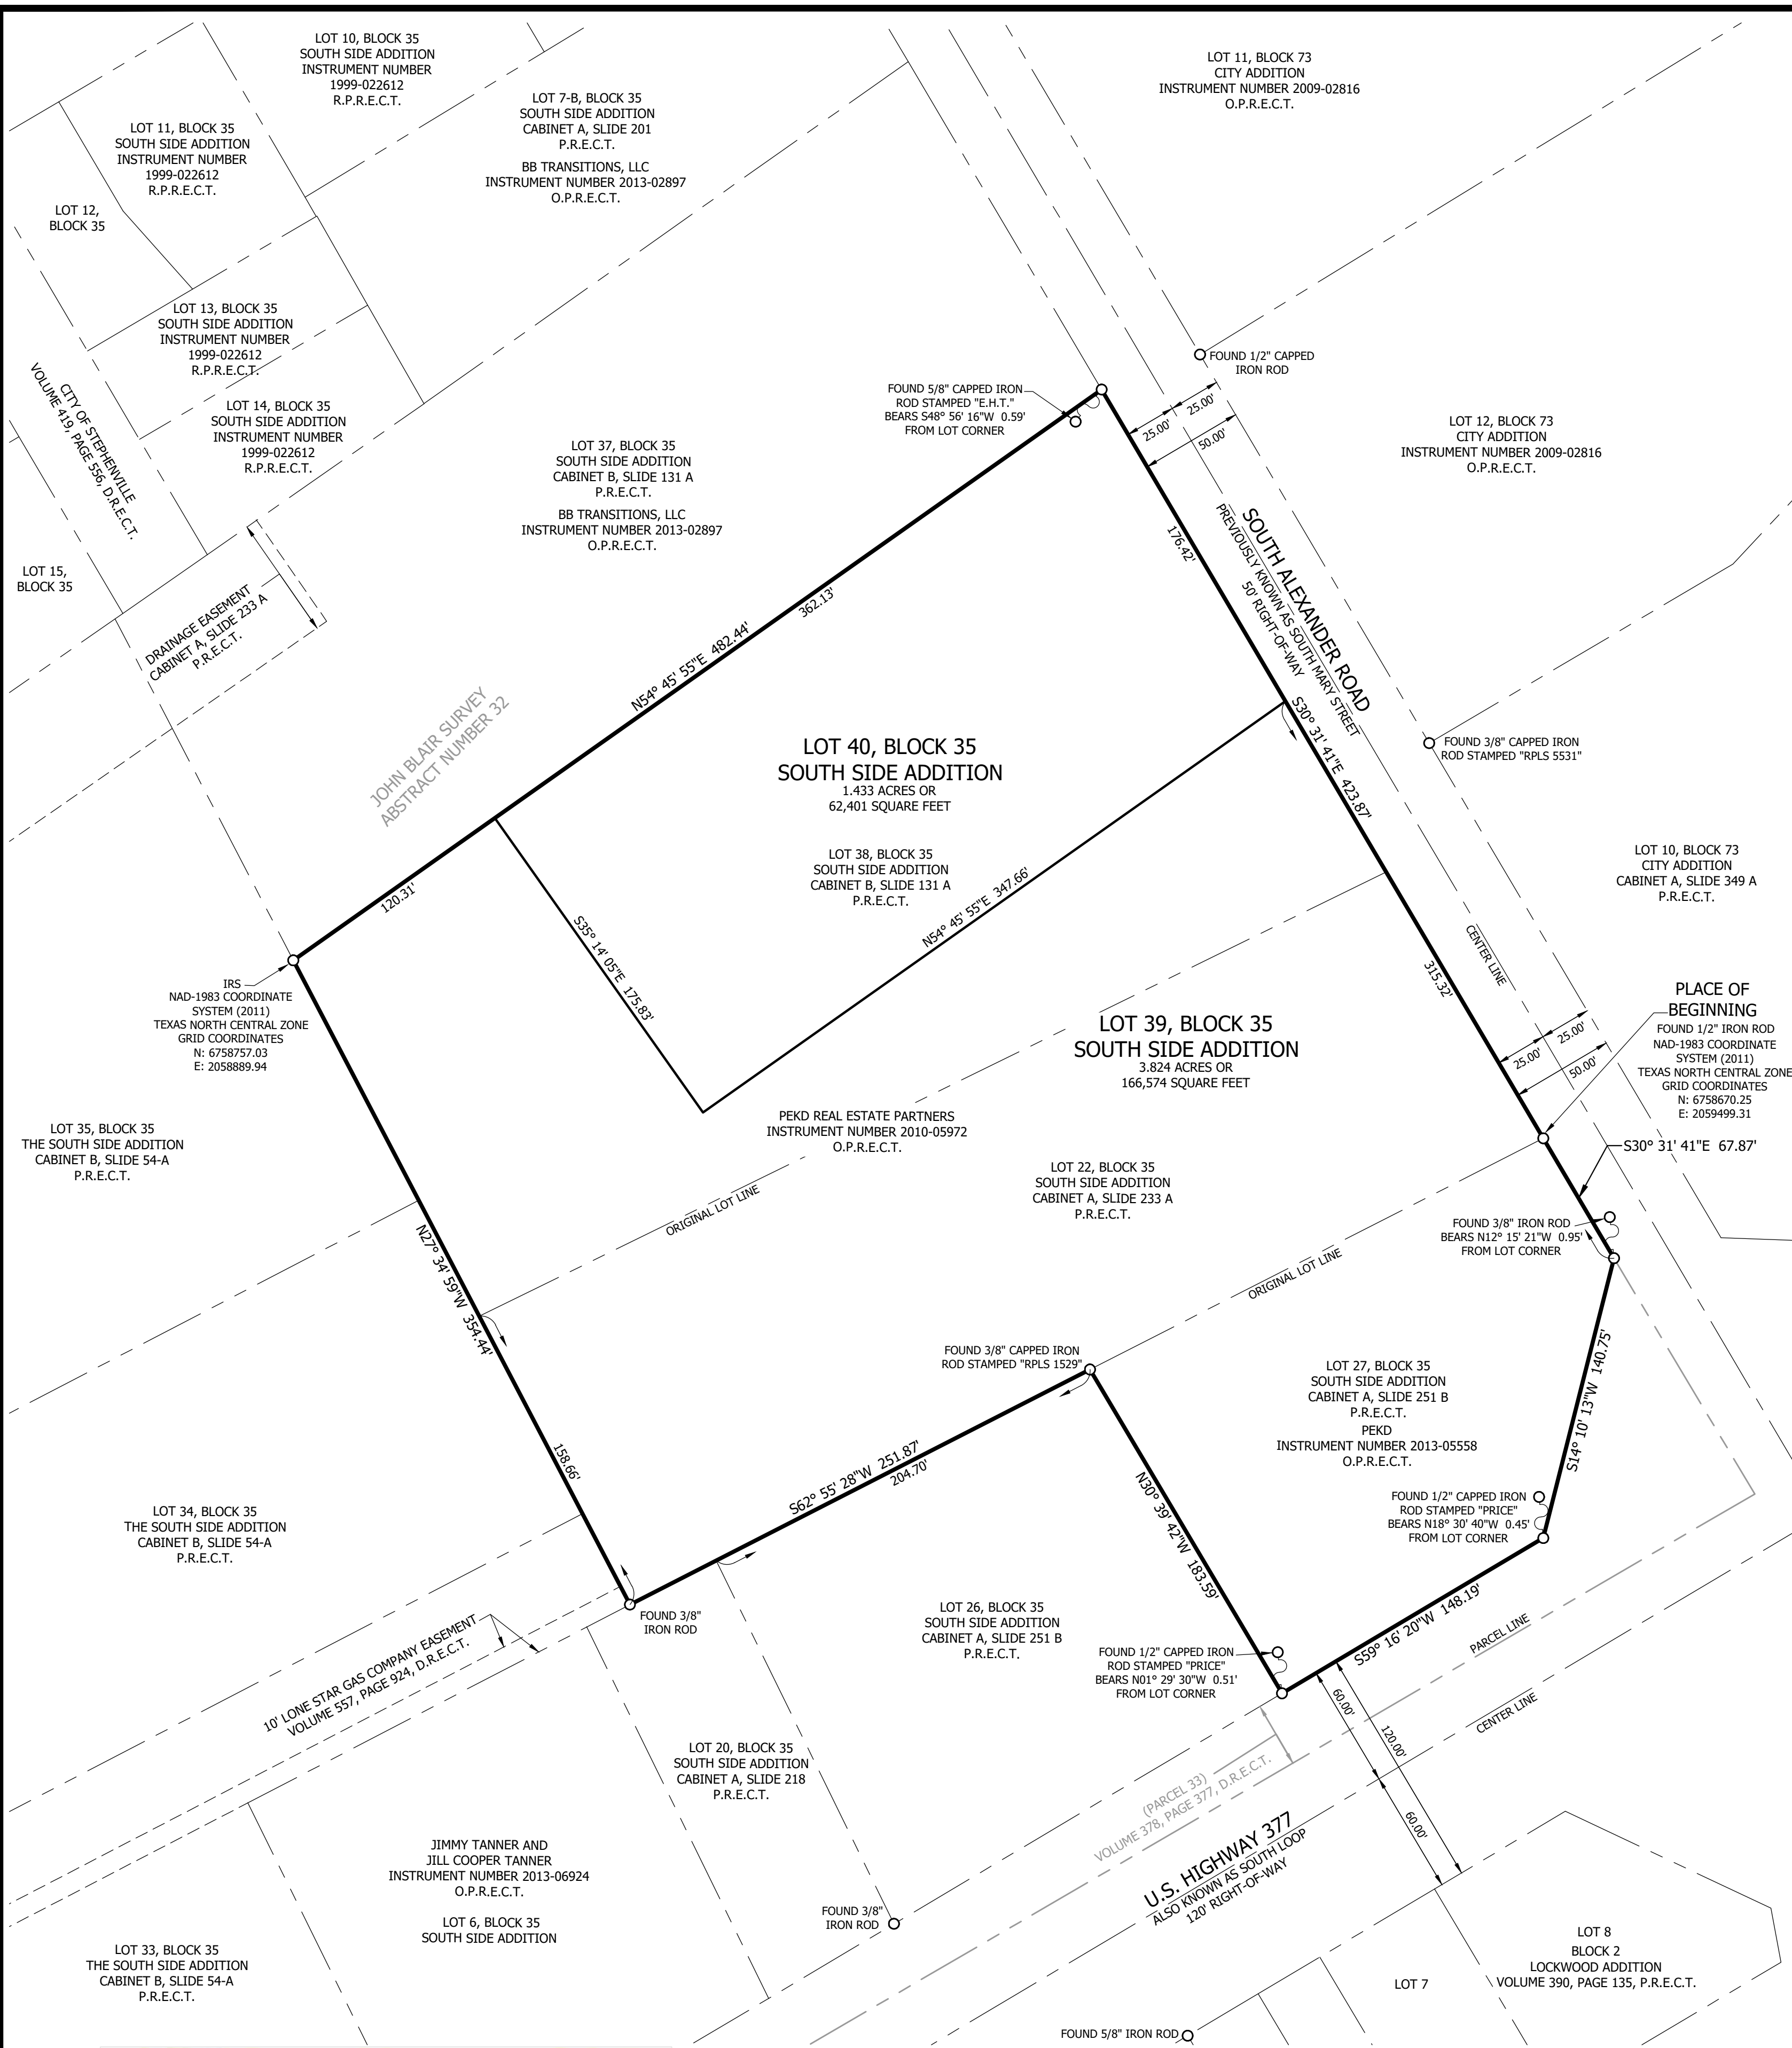 LOT 10, BLOCK 35
SOUTH SIDE ADDITION
INSTRUMENT NUMBER
1999-022612
R.P.R.E.C.T.
LOT 11, BLOCK 73
CITY ADDITION
INSTRUMENT NUMBER 2009-02816
O.P.R.E.C.T.
LOT 7-B, BLOCK 35
SOUTH SIDE ADDITION
CABINET A, SLIDE 201
P.R.E.C.T.
BB TRANSITIONS, LLC
INSTRUMENT NUMBER 2013-02897
O.P.R.E.C.T.
LOT 11, BLOCK 35
SOUTH SIDE ADDITION
INSTRUMENT NUMBER
1999-022612
R.P.R.E.C.T.
LOT 12,
BLOCK 35
LOT 13, BLOCK 35
SOUTH SIDE ADDITION
INSTRUMENT NUMBER
1999-022612
R.P.R.E.C.T.
CITY OF STEPHENVILLE
VOLUME 419, PAGE 556, D.R.E.C.T.
LOT 14, BLOCK 35
SOUTH SIDE ADDITION
INSTRUMENT NUMBER
1999-022612
R.P.R.E.C.T.
FOUND 1/2" CAPPED
IRON ROD
FOUND 5/8" CAPPED IRON
ROD STAMPED "E.H.T."
BEARS S48° 56' 16"W 0.59'
FROM LOT CORNER
25.00'
25.00'
50.00'
LOT 12, BLOCK 73
CITY ADDITION
INSTRUMENT NUMBER 2009-02816
O.P.R.E.C.T.
LOT 37, BLOCK 35
SOUTH SIDE ADDITION
CABINET B, SLIDE 131 A
P.R.E.C.T.
BB TRANSITIONS, LLC
INSTRUMENT NUMBER 2013-02897
O.P.R.E.C.T.
176.42'
SOUTH ALEXANDER ROAD
PREVIOUSLY KNOWN AS SOUTH MARY STREET
50' RIGHT-OF-WAY
LOT 15,
BLOCK 35
DRAINAGE EASEMENT
CABINET A, SLIDE 233 A
P.R.E.C.T.
362.13'
N54° 45' 55"E 482.44'
JOHN BLAIR SURVEY
ABSTRACT NUMBER 32
S30° 31' 41"E 423.87'
FOUND 3/8" CAPPED IRON
ROD STAMPED "RPLS 5531"
LOT 40, BLOCK 35
SOUTH SIDE ADDITION
1.433 ACRES OR
62,401 SQUARE FEET
LOT 38, BLOCK 35
SOUTH SIDE ADDITION
CABINET B, SLIDE 131 A
P.R.E.C.T.
120.31'
S35° 14' 05"E 175.83'
N54° 45' 55"E 347.66'
LOT 10, BLOCK 73
CITY ADDITION
CABINET A, SLIDE 349 A
P.R.E.C.T.
CENTER LINE
315.32'
IRS
NAD-1983 COORDINATE
SYSTEM (2011)
TEXAS NORTH CENTRAL ZONE
GRID COORDINATES
N: 6758757.03
E: 2058889.94
PLACE OF
BEGINNING
FOUND 1/2" IRON ROD
NAD-1983 COORDINATE
SYSTEM (2011)
TEXAS NORTH CENTRAL ZONE
GRID COORDINATES
N: 6758670.25
E: 2059499.31
25.00'
25.00'
50.00'
LOT 39, BLOCK 35
SOUTH SIDE ADDITION
3.824 ACRES OR
166,574 SQUARE FEET
PEKD REAL ESTATE PARTNERS
INSTRUMENT NUMBER 2010-05972
O.P.R.E.C.T.
LOT 35, BLOCK 35
THE SOUTH SIDE ADDITION
CABINET B, SLIDE 54-A
P.R.E.C.T.
S30° 31' 41"E 67.87'
LOT 22, BLOCK 35
SOUTH SIDE ADDITION
CABINET A, SLIDE 233 A
P.R.E.C.T.
ORIGINAL LOT LINE
N27° 34' 59"W 354.44'
FOUND 3/8" IRON ROD
BEARS N12° 15' 21"W 0.95'
FROM LOT CORNER
ORIGINAL LOT LINE
FOUND 3/8" CAPPED IRON
ROD STAMPED "RPLS 1529"
LOT 27, BLOCK 35
SOUTH SIDE ADDITION
CABINET A, SLIDE 251 B
P.R.E.C.T.
PEKD
INSTRUMENT NUMBER 2013-05558
O.P.R.E.C.T.
S14° 10' 13"W 140.75'
158.66'
S62° 55' 28"W 251.87'
204.70'
N30° 39' 42"W 183.59'
FOUND 1/2" CAPPED IRON
ROD STAMPED "PRICE"
BEARS N18° 30' 40"W 0.45'
FROM LOT CORNER
LOT 34, BLOCK 35
THE SOUTH SIDE ADDITION
CABINET B, SLIDE 54-A
P.R.E.C.T.
FOUND 3/8"
IRON ROD
LOT 26, BLOCK 35
SOUTH SIDE ADDITION
CABINET A, SLIDE 251 B
P.R.E.C.T.
S59° 16' 20"W 148.19'
PARCEL LINE
10' LONE STAR GAS COMPANY EASEMENT
VOLUME 557, PAGE 924, D.R.E.C.T.
FOUND 1/2" CAPPED IRON
ROD STAMPED "PRICE"
BEARS N01° 29' 30"W 0.51'
FROM LOT CORNER
60.00'
120.00'
60.00'
CENTER LINE
LOT 20, BLOCK 35
SOUTH SIDE ADDITION
CABINET A, SLIDE 218
P.R.E.C.T.
(PARCEL 33)
VOLUME 378, PAGE 377, D.R.E.C.T.
U.S. HIGHWAY 377
ALSO KNOWN AS SOUTH LOOP
120' RIGHT-OF-WAY
JIMMY TANNER AND
JILL COOPER TANNER
INSTRUMENT NUMBER 2013-06924
O.P.R.E.C.T.
LOT 6, BLOCK 35
SOUTH SIDE ADDITION
FOUND 3/8"
IRON ROD
LOT 33, BLOCK 35
THE SOUTH SIDE ADDITION
CABINET B, SLIDE 54-A
P.R.E.C.T.
LOT 7
LOT 8
BLOCK 2
LOCKWOOD ADDITION
VOLUME 390, PAGE 135, P.R.E.C.T.
FOUND 5/8" IRON ROD